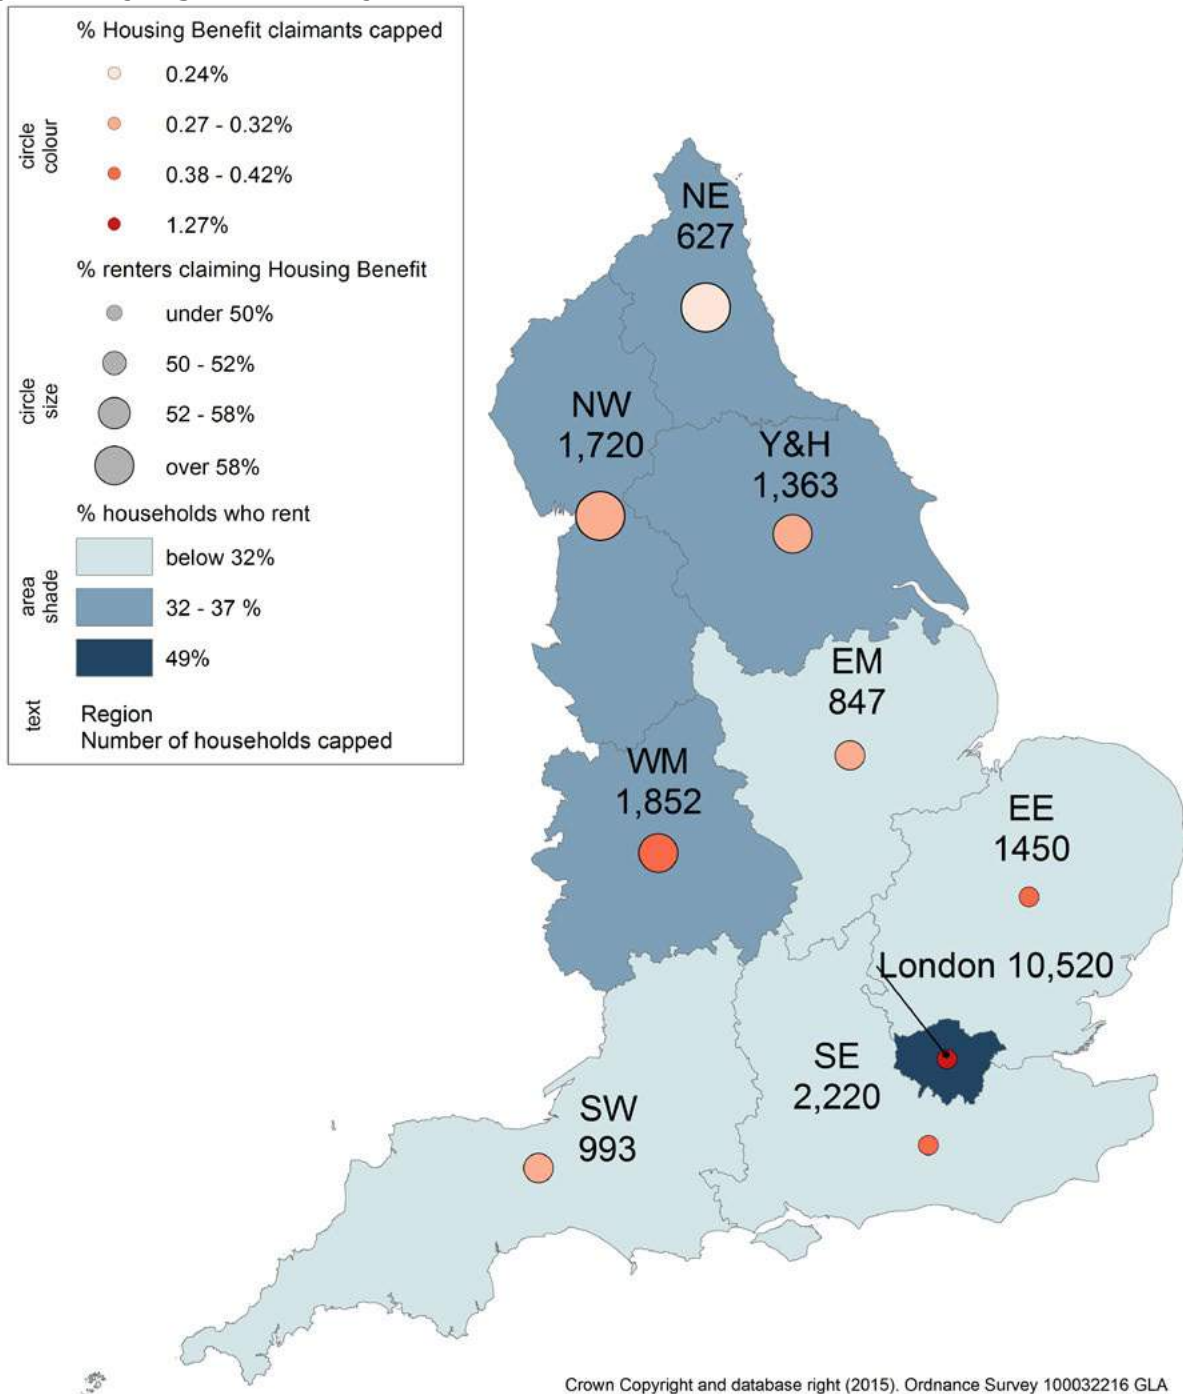 % Housing Benefit claimants capped
circle
colour
0.24%
0.27 - 0.32%
0.38 - 0.42%
1.27%
% renters claiming Housing Benefit
circle
size
under 50%
50 - 52%
52 - 58%
over 58%
% households who rent
area
shade
below 32%
32 - 37 %
49%
text
Region
Number of households capped
NE
627
NW
1,720
Y&H
1,363
EM
847
WM
1,852
EE
1450
London 10,520
SE
2,220
SW
993
Crown Copyright and database right (2015). Ordnance Survey 100032216 GLA